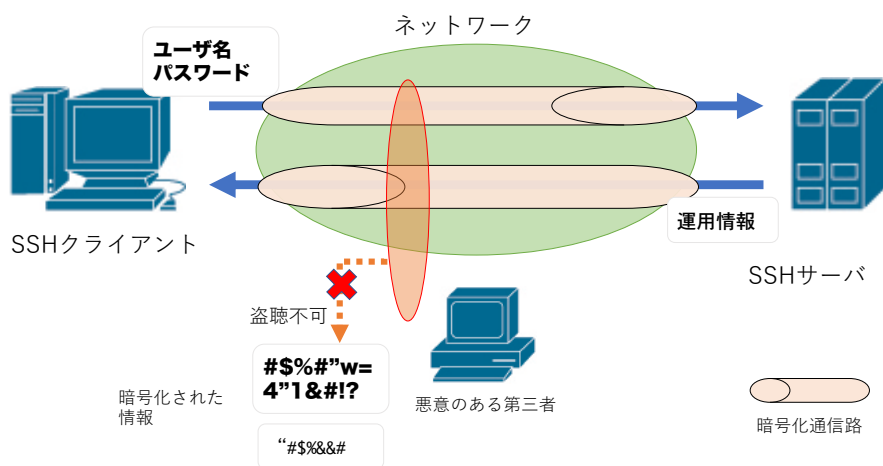 ネットワーク
ユーザ名
パスワード
運用情報
SSHクライアント
SSHサーバ
盗聴不可
#$%#”w=
4”1&#!?
暗号化された
情報
悪意のある第三者
暗号化通信路
“#$%&&#